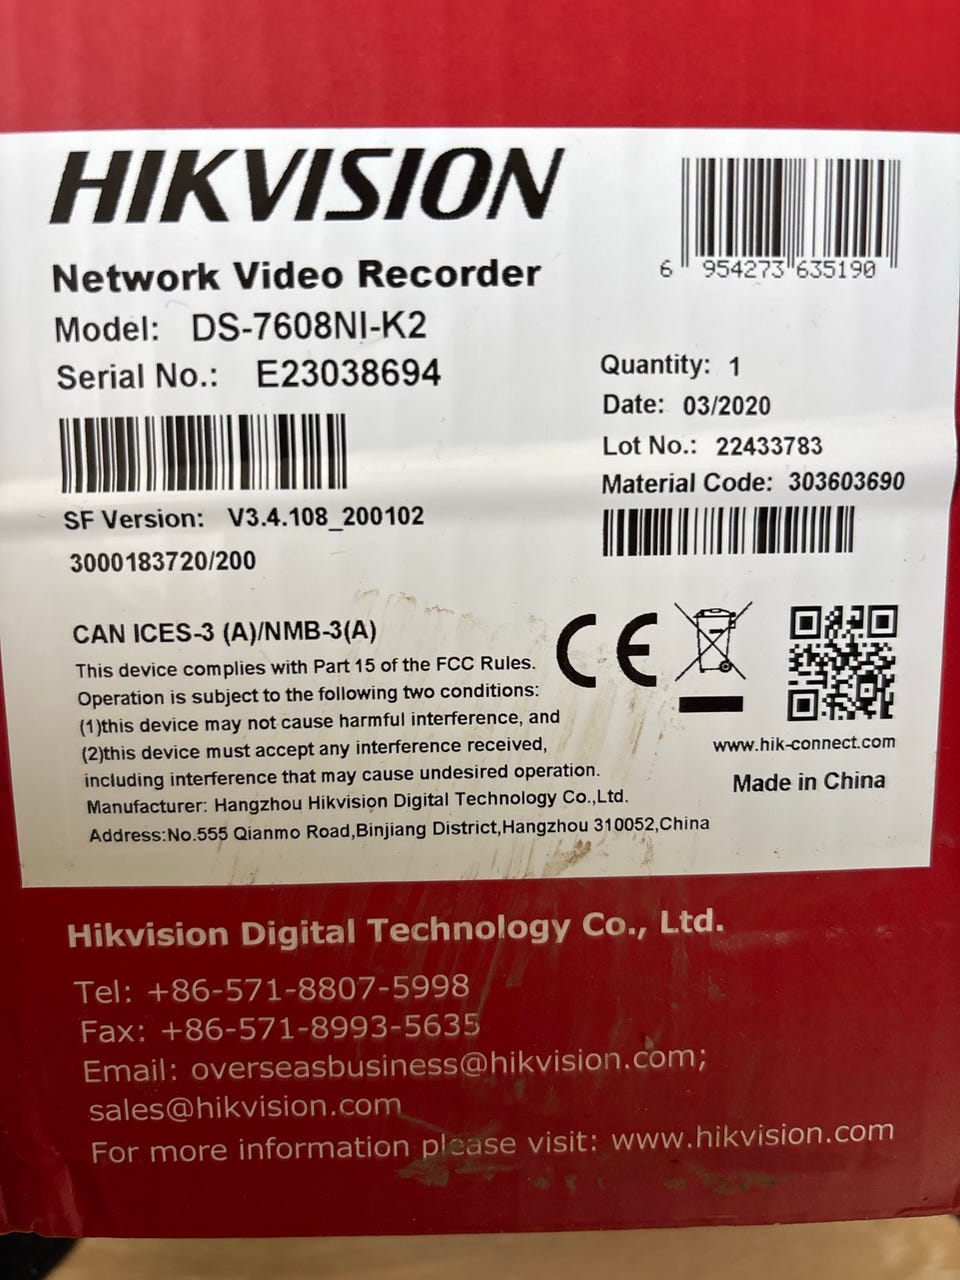 HIKVISION
6 954273 635190
Network Video Recorder
Model: DS-7608NI-K2
Serial No.: E23038694
Quantity: 1
Date: 03/2020
Lot No.: 22433783
Material Code: 303603690
SF Version: V3.4.108_200102
3000183720/200
CAN ICES-3 (A)/NMB-3(A)
This device complies with Part 15 of the FCC Rules.
Operation is subject to the following two conditions:
(1)this device may not cause harmful interference, and
(2)this device must accept any interference received,
including interference that may cause undesired operation.
Manufacturer: Hangzhou Hikvision Digital Technology Co.,Ltd.
Address:No.555 Qianmo Road,Binjiang District,Hangzhou 310052,China
CE
www.hik-connect.com
Made in China
Hikvision Digital Technology Co., Ltd.
Tel: +86-571-8807-5998
Fax: +86-571-8993-5635
Email: overseasbusiness@hikvision.com;
sales@hikvision.com
For more information please visit: www.hikvision.com